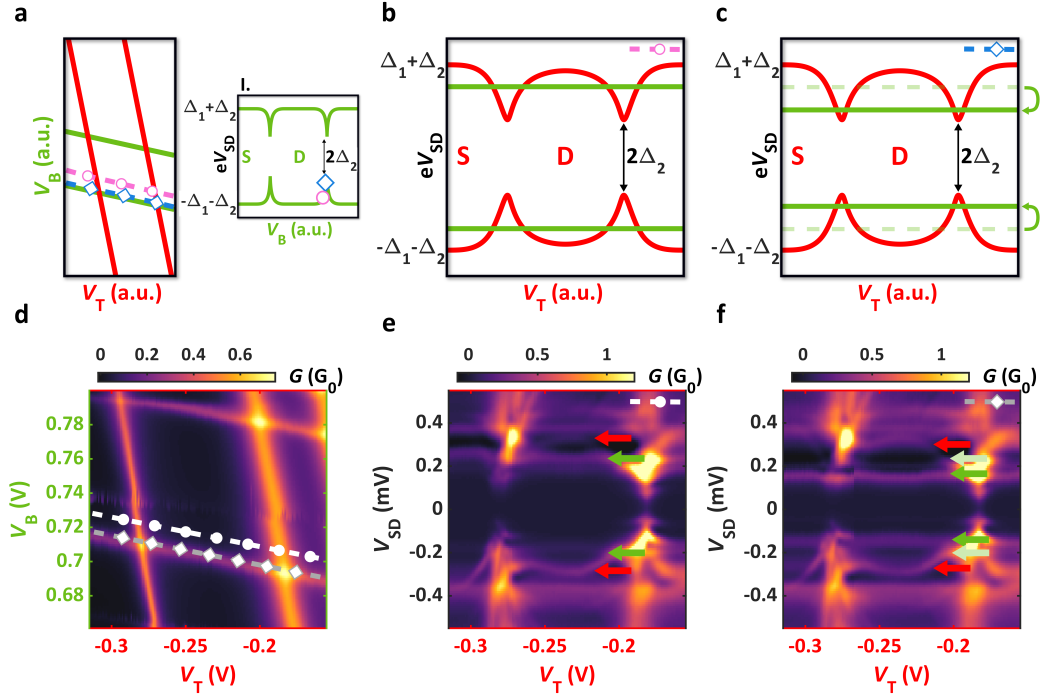 a
V_B (a.u.)
V_T (a.u.)
I.
Δ₁+Δ₂
eV_SD
S
D
2Δ₂
-Δ₁-Δ₂
V_B (a.u.)
b
Δ₁+Δ₂
eV_SD
S
D
2Δ₂
-Δ₁-Δ₂
V_T (a.u.)
c
Δ₁+Δ₂
eV_SD
S
D
2Δ₂
-Δ₁-Δ₂
V_T (a.u.)
d
0 0.2 0.4 0.6
G (G₀)
V_B (V)
0.78
0.76
0.74
0.72
0.7
0.68
-0.3 -0.25 -0.2
V_T (V)
e
0 0.5 1
G (G₀)
V_SD (mV)
0.4
0.2
0
-0.2
-0.4
-0.3 -0.25 -0.2
V_T (V)
f
0 0.5 1
G (G₀)
V_SD (mV)
0.4
0.2
0
-0.2
-0.4
-0.3 -0.25 -0.2
V_T (V)